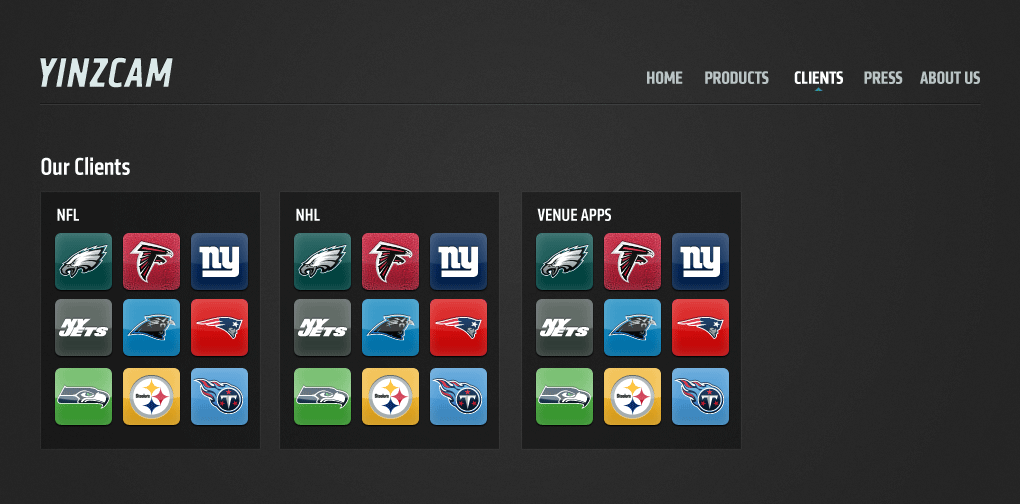 YINZCAM
HOME PRODUCTS CLIENTS PRESS ABOUT US
Our Clients
NFL NHL VENUE APPS
ny ny ny
NY JETS NY JETS NY JETS
Steelers Steelers Steelers
T T T